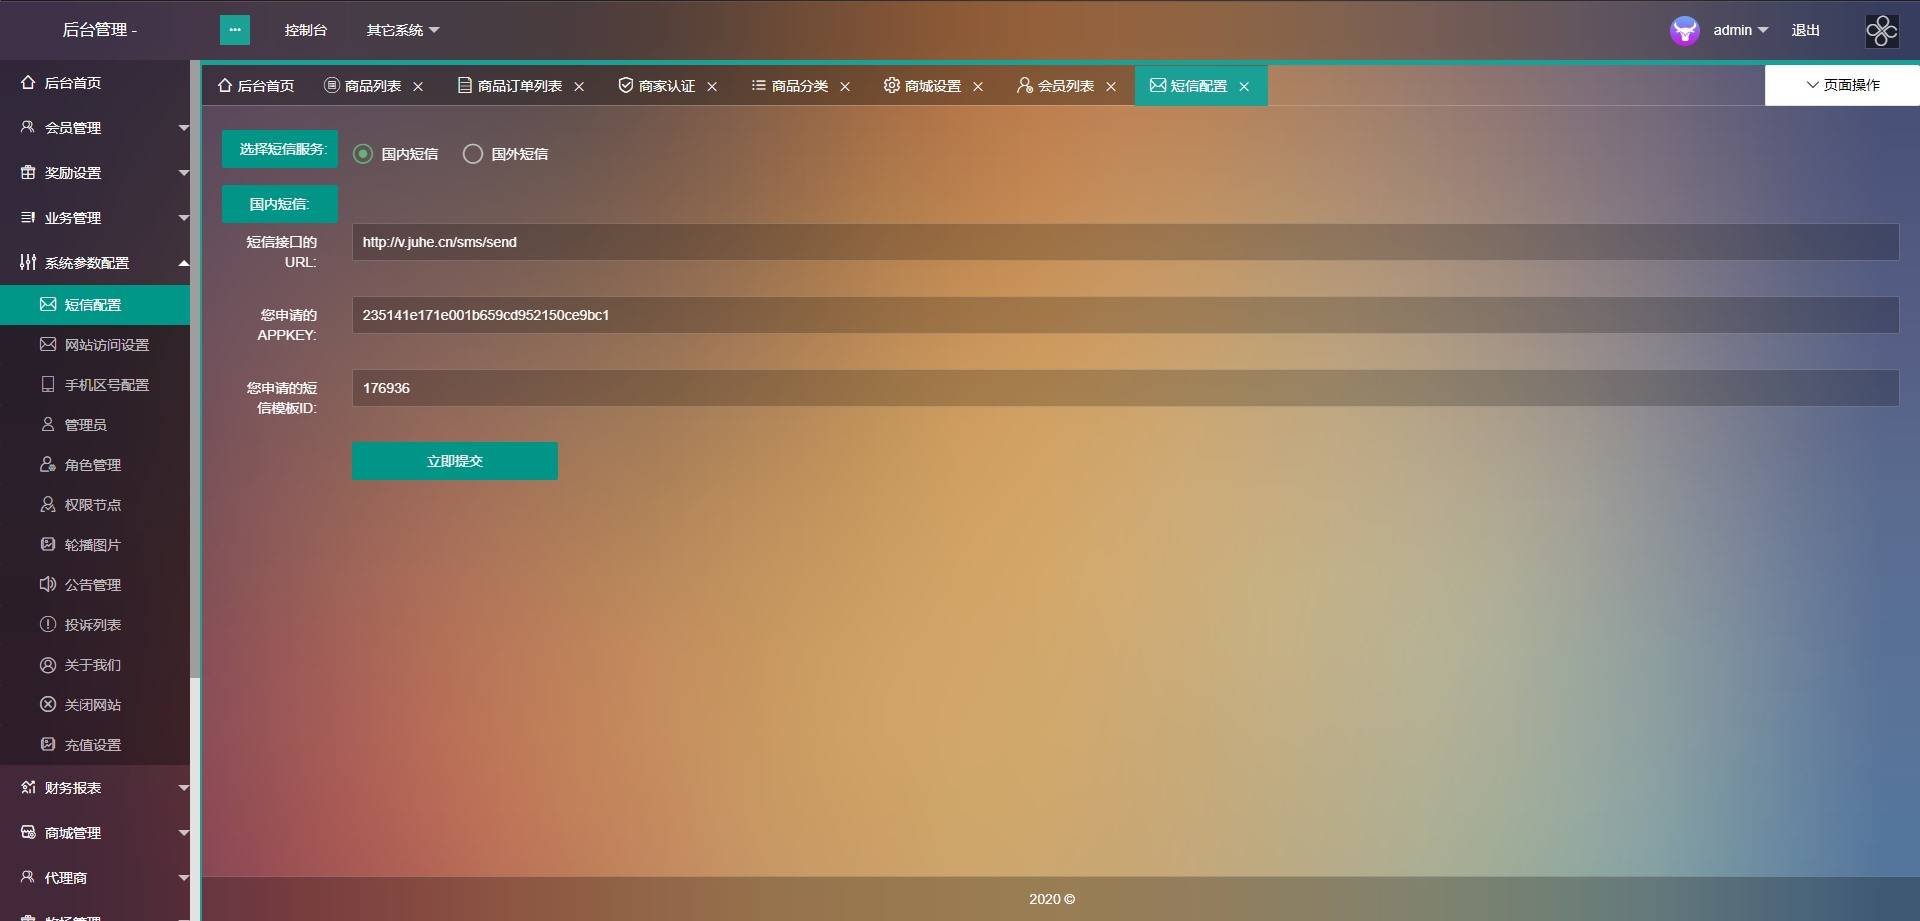 后台管理 -
控制台
其它系统
admin
退出
后台首页
会员管理
奖励设置
业务管理
系统参数配置
短信配置
网站访问设置
手机区号配置
管理员
角色管理
权限节点
轮播图片
公告管理
投诉列表
关于我们
关闭网站
充值设置
财务报表
商城管理
代理商
后台首页
商品列表
商品订单列表
商家认证
商品分类
商城设置
会员列表
短信配置
页面操作
选择短信服务:
国内短信
国外短信
国内短信:
短信接口的
URL:
http://v.juhe.cn/sms/send
您申请的
APPKEY:
235141e171e001b659cd952150ce9bc1
您申请的短
信模板ID:
176936
立即提交
2020 ©